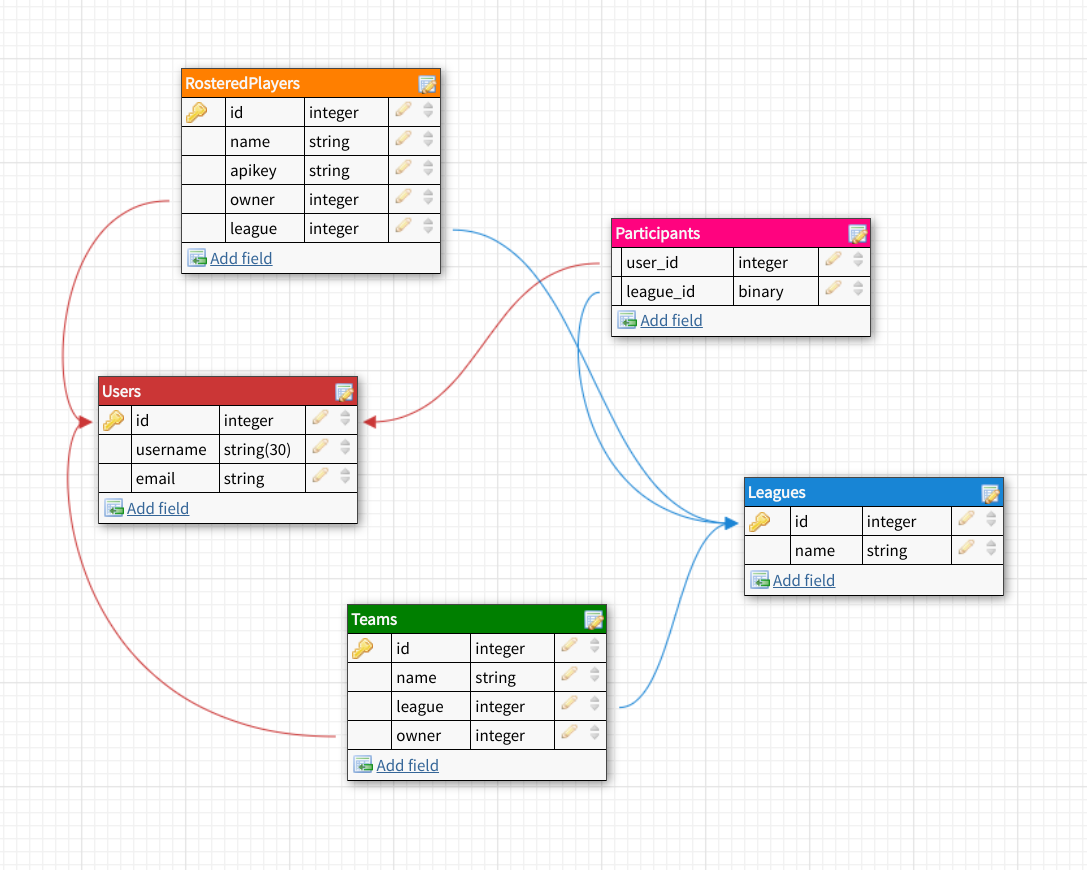 RosteredPlayers
id integer
name string
apikey string
owner integer
league integer
Add field
Participants
user_id integer
league_id binary
Add field
Users
id integer
username string(30)
email string
Add field
Leagues
id integer
name string
Add field
Teams
id integer
name string
league integer
owner integer
Add field